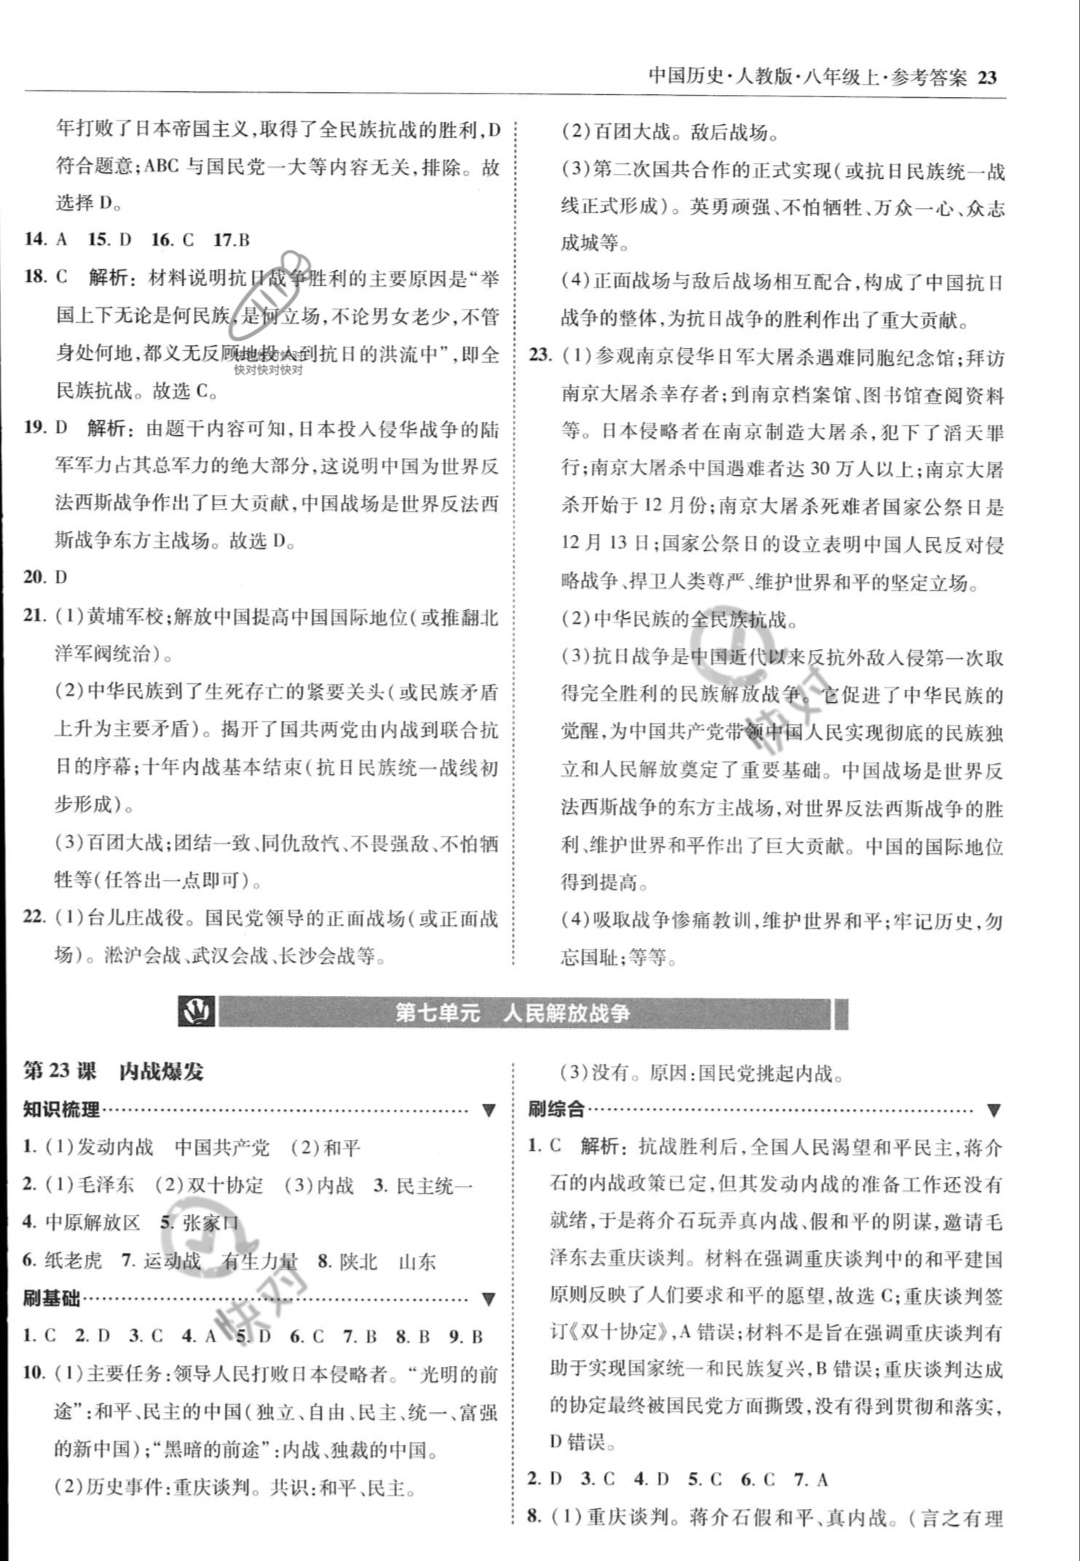 中国历史·人教版·八年级上·参考答案 23
年打败了日本帝国主义,取得了全民族抗战的胜利,D
符合题意;ABC 与国民党一大等内容无关,排除。故
选择 D。
14. A 15. D 16. C 17.B
18. C 解析:材料说明抗日战争胜利的主要原因是“举
国上下无论是何民族,是何立场,不论男女老少,不管
身处何地,都义无反顾地投入到抗日的洪流中”,即全
民族抗战。故选 C。
快对快对快对
19. D 解析:由题干内容可知,日本投入侵华战争的陆
军军力占其总军力的绝大部分,这说明中国为世界反
法西斯战争作出了巨大贡献,中国战场是世界反法西
斯战争东方主战场。故选 D。
20. D
21. (1)黄埔军校;解放中国提高中国国际地位(或推翻北
洋军阀统治)。
(2)中华民族到了生死存亡的紧要关头(或民族矛盾
上升为主要矛盾)。揭开了国共两党由内战到联合抗
日的序幕;十年内战基本结束(抗日民族统一战线初
步形成)。
(3)百团大战;团结一致、同仇敌忾、不畏强敌、不怕牺
牲等(任答出一点即可)。
22. (1)台儿庄战役。国民党领导的正面战场(或正面战
场)。淞沪会战、武汉会战、长沙会战等。
(2)百团大战。敌后战场。
(3)第二次国共合作的正式实现(或抗日民族统一战
线正式形成)。英勇顽强、不怕牺牲、万众一心、众志
成城等。
(4)正面战场与敌后战场相互配合,构成了中国抗日
战争的整体,为抗日战争的胜利作出了重大贡献。
23. (1)参观南京侵华日军大屠杀遇难同胞纪念馆;拜访
南京大屠杀幸存者;到南京档案馆、图书馆查阅资料
等。日本侵略者在南京制造大屠杀,犯下了滔天罪
行;南京大屠杀中国遇难者达 30 万人以上;南京大屠
杀开始于 12 月份;南京大屠杀死难者国家公祭日是
12 月 13 日;国家公祭日的设立表明中国人民反对侵
略战争、捍卫人类尊严、维护世界和平的坚定立场。
(2)中华民族的全民族抗战。
(3)抗日战争是中国近代以来反抗外敌入侵第一次取
得完全胜利的民族解放战争。它促进了中华民族的
觉醒,为中国共产党带领中国人民实现彻底的民族独
立和人民解放奠定了重要基础。中国战场是世界反
法西斯战争的东方主战场,对世界反法西斯战争的胜
利、维护世界和平作出了巨大贡献。中国的国际地位
得到提高。
(4)吸取战争惨痛教训,维护世界和平;牢记历史,勿
忘国耻;等等。
快对
第七单元 人民解放战争
第 23 课 内战爆发
知识梳理
1. (1)发动内战 中国共产党 (2)和平
2. (1)毛泽东 (2)双十协定 (3)内战 3. 民主统一
4. 中原解放区 5. 张家口
6. 纸老虎 7. 运动战 有生力量 8. 陕北 山东
快对
刷基础
1. C 2. D 3. C 4. A 5. D 6. C 7. B 8. B 9. B
10. (1)主要任务:领导人民打败日本侵略者。“光明的前
途”:和平、民主的中国(独立、自由、民主、统一、富强
的新中国);“黑暗的前途”:内战、独裁的中国。
(2)历史事件:重庆谈判。共识:和平、民主。
(3)没有。原因:国民党挑起内战。
刷综合
1. C 解析:抗战胜利后,全国人民渴望和平民主,蒋介
石的内战政策已定,但其发动内战的准备工作还没有
就绪,于是蒋介石玩弄真内战、假和平的阴谋,邀请毛
泽东去重庆谈判。材料在强调重庆谈判中的和平建国
原则反映了人们要求和平的愿望,故选 C;重庆谈判签
订《双十协定》,A 错误;材料不是旨在强调重庆谈判有
助于实现国家统一和民族复兴,B 错误;重庆谈判达成
的协定最终被国民党方面撕毁,没有得到贯彻和落实,
D 错误。
2. D 3. C 4. D 5. C 6. C 7. A
8. (1)重庆谈判。蒋介石假和平、真内战。(言之有理